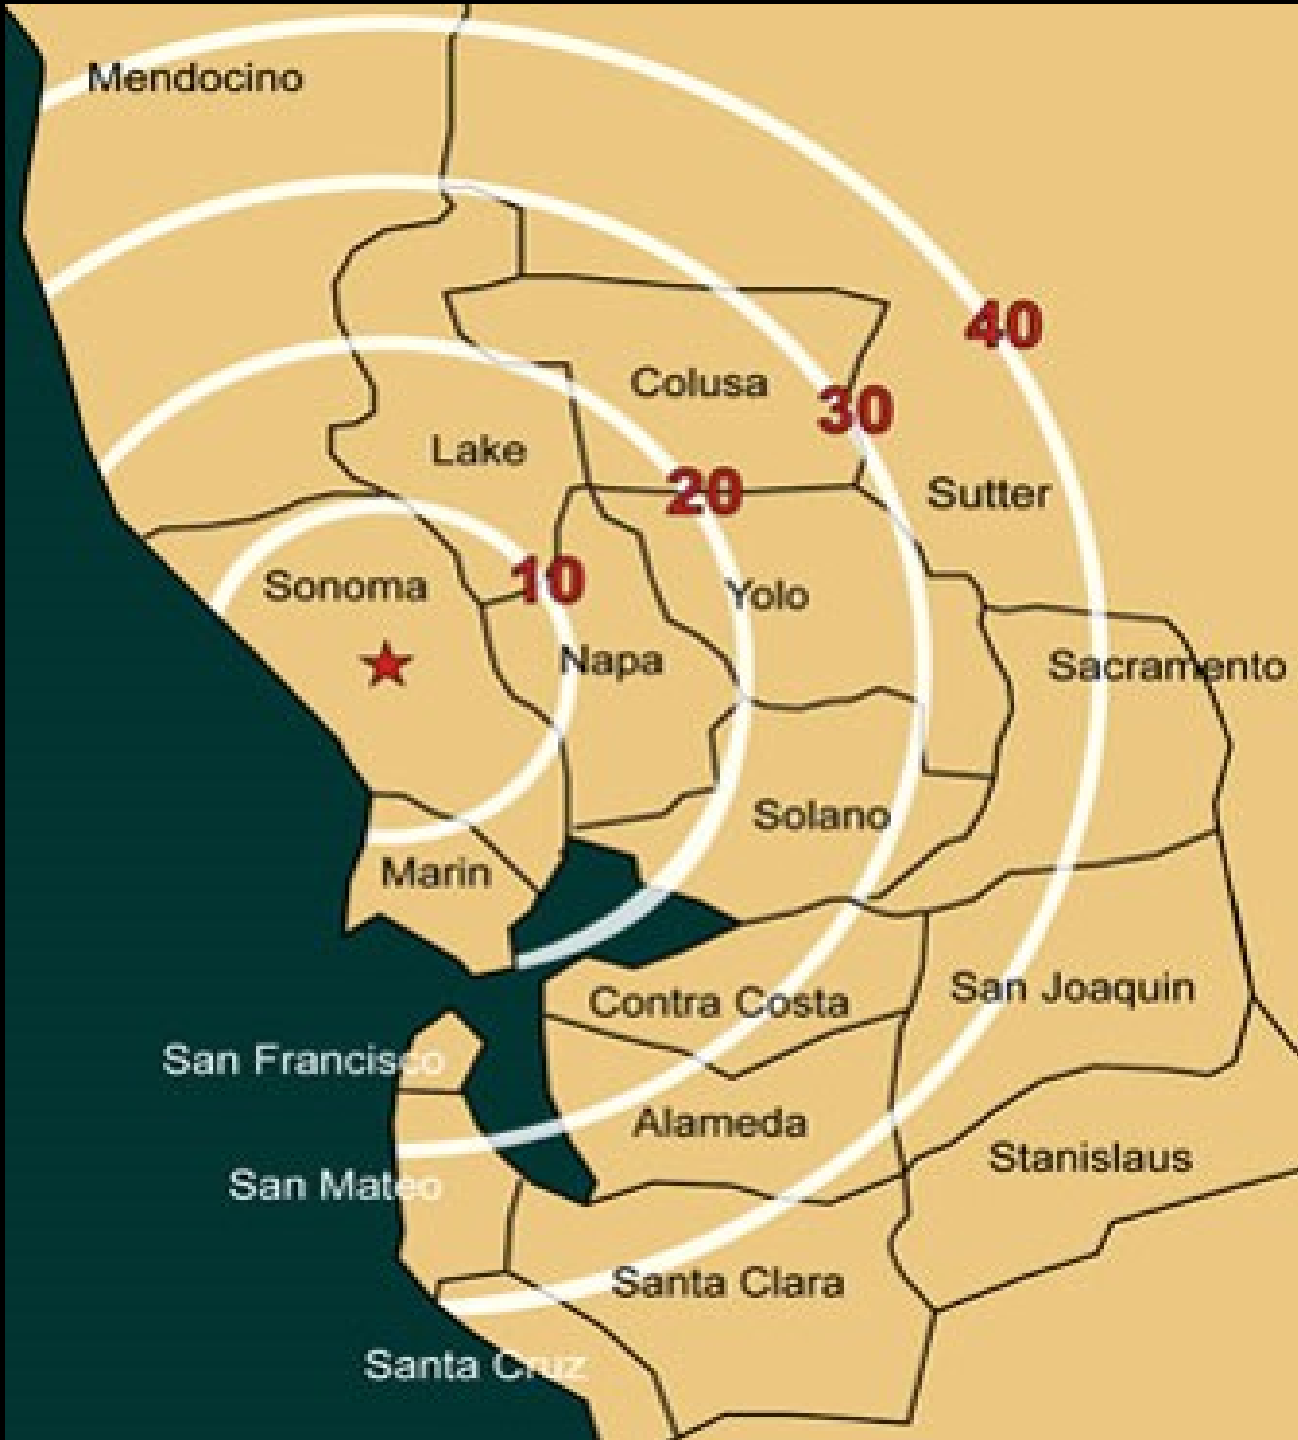 Mendocino
40
Colusa
30
Lake
20
Sutter
10
Sonoma
Yolo
Napa
Sacramento
Solano
Marin
Contra Costa
San Joaquin
San Francisco
Alameda
Stanislaus
San Mateo
Santa Clara
Santa Cruz